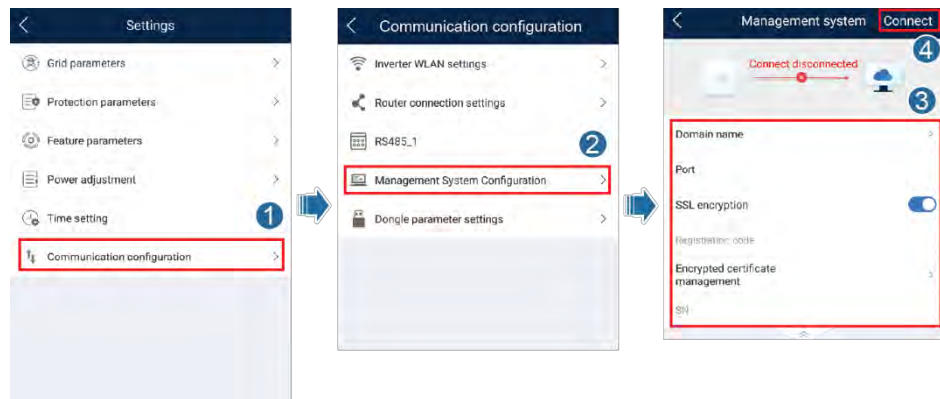 Settings
Grid parameters
Protection parameters
Feature parameters
Power adjustment
Time setting
1
Communication configuration
Communication configuration
Inverter WLAN settings
Router connection settings
RS485_1
2
Management System Configuration
Dongle parameter settings
Management system Connect
4
Connect disconnected
3
Domain name
Port
SSL encryption
Registration code
Encrypted certificate
management
SN